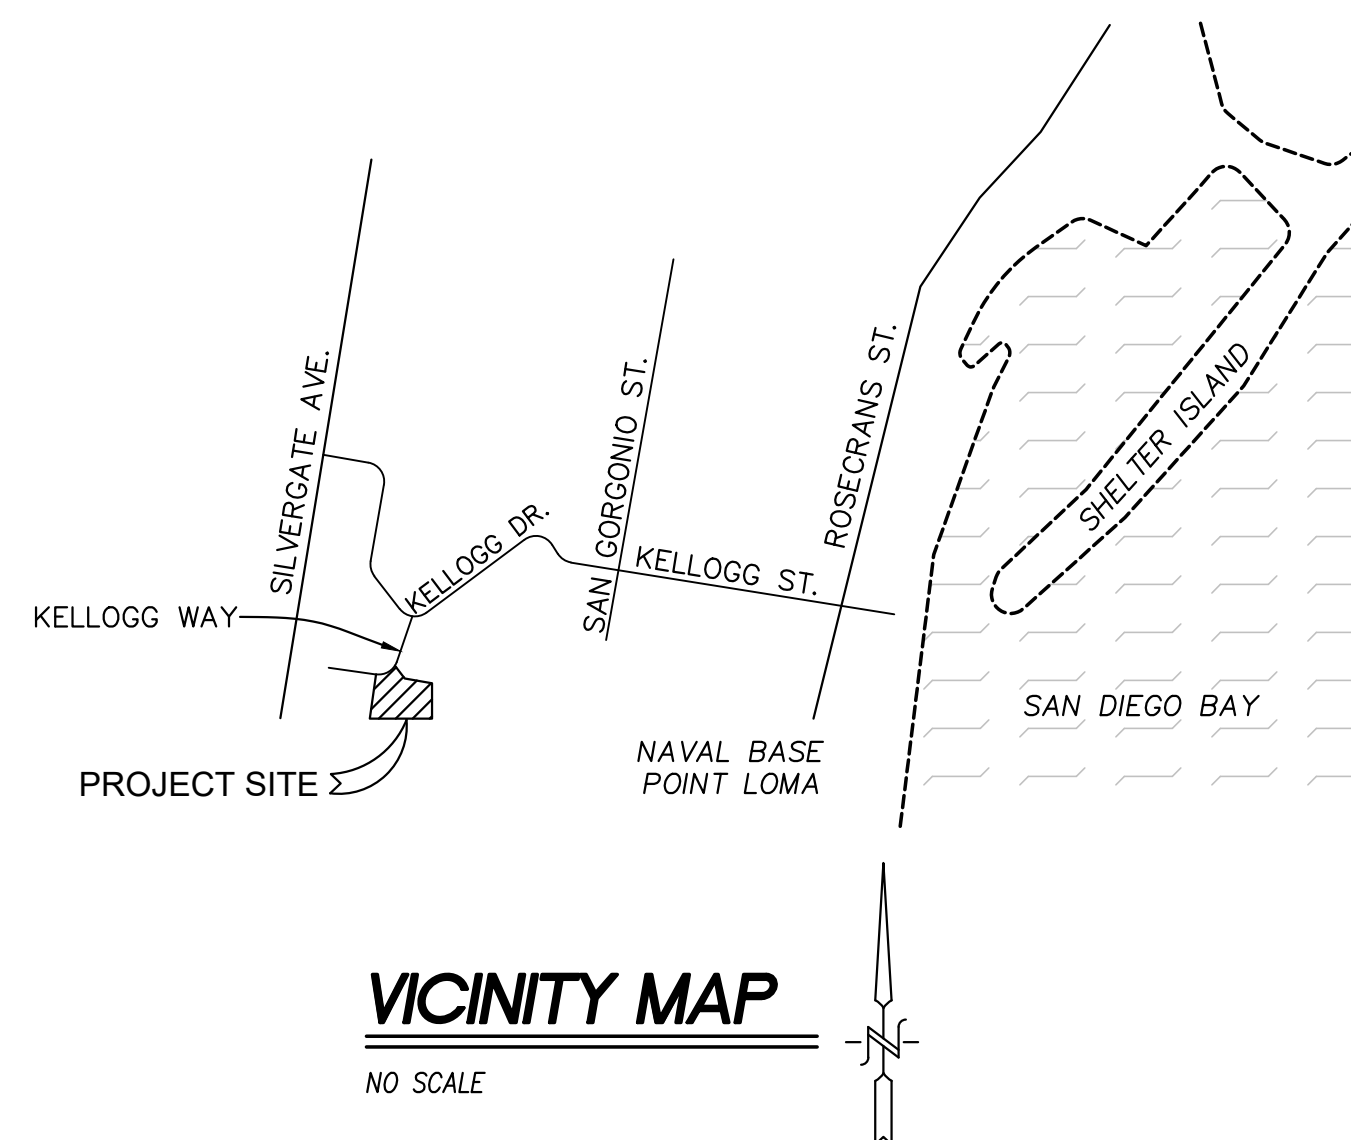 SILVERGATE AVE.
SAN GORGONIO ST.
ROSECRANS ST.
SHELTER ISLAND
KELLOGG DR.
KELLOGG ST.
KELLOGG WAY
SAN DIEGO BAY
NAVAL BASE
POINT LOMA
PROJECT SITE
VICINITY MAP
N
NO SCALE